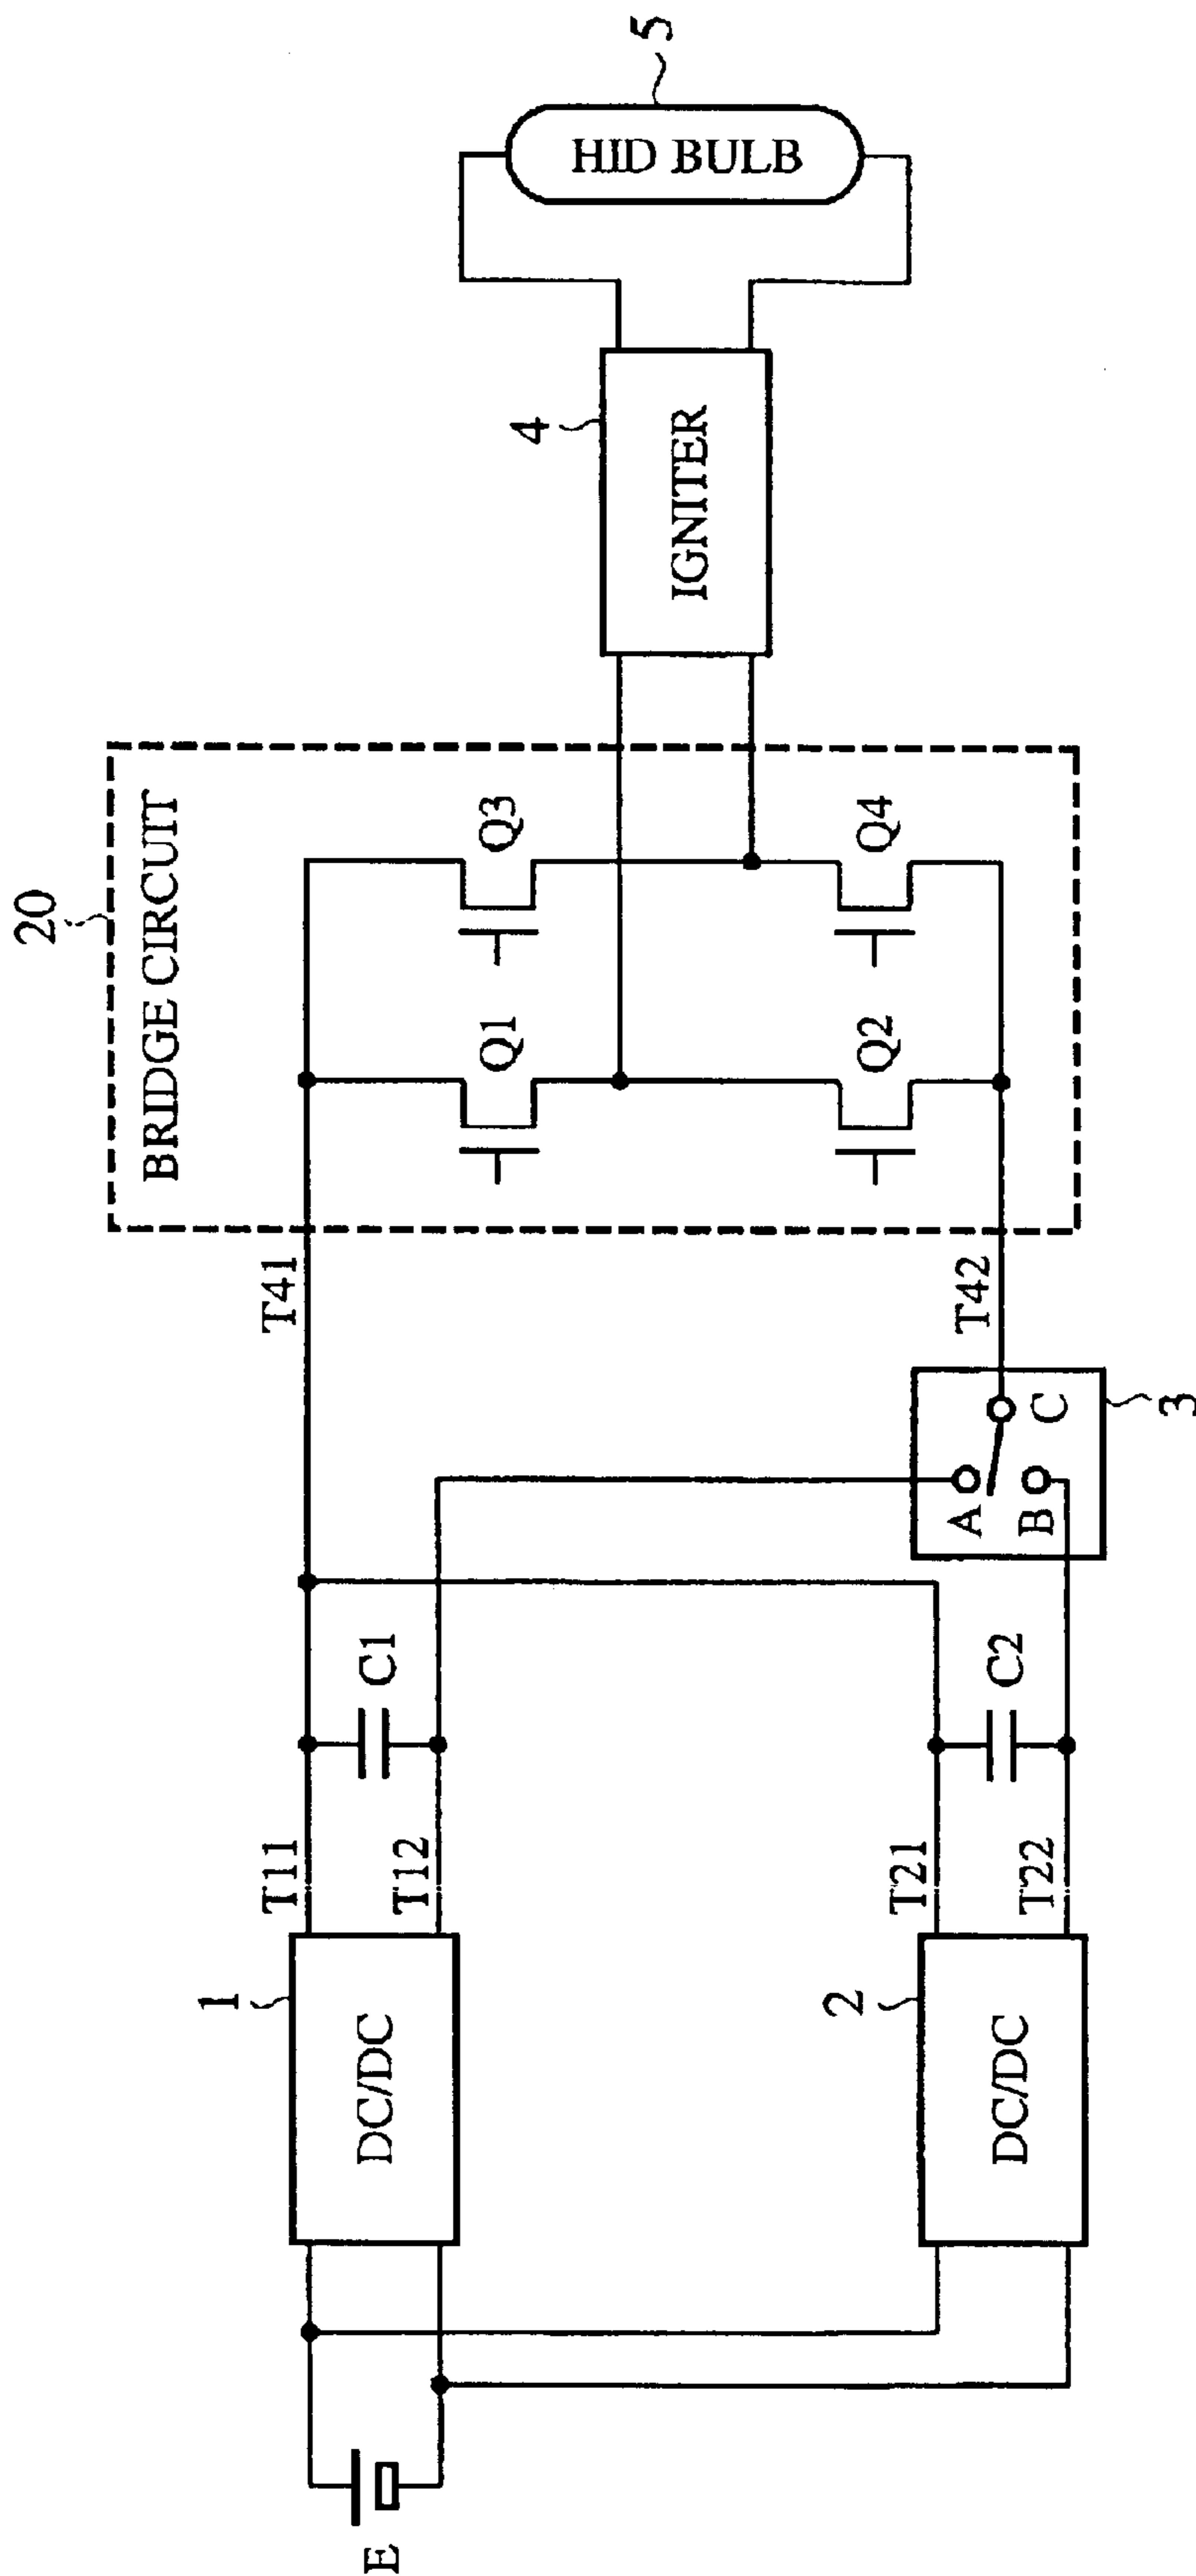 20
BRIDGE CIRCUIT
T41
Q1
Q3
5
HID BULB
4
IGNITER
1
T11
C1
DC/DC
T12
E
Q2
Q4
T42
2
T21
C2
A
C
B
DC/DC
T22
3